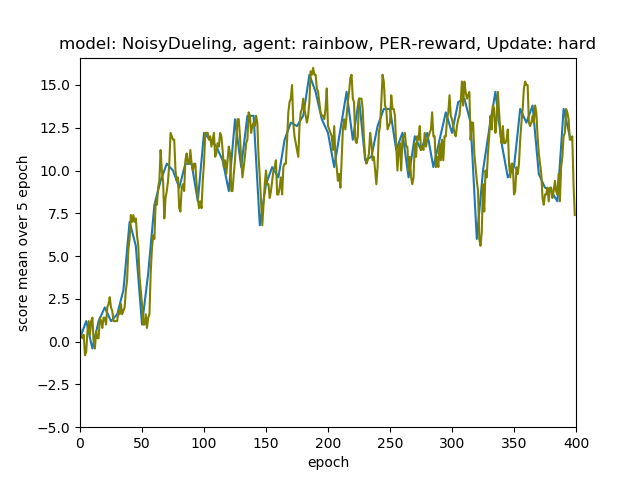 model: NoisyDueling, agent: rainbow, PER-reward, Update: hard
score mean over 5 epoch
15.0
12.5
10.0
7.5
5.0
2.5
0.0
−2.5
−5.0
0 50 100 150 200 250 300 350 400
epoch